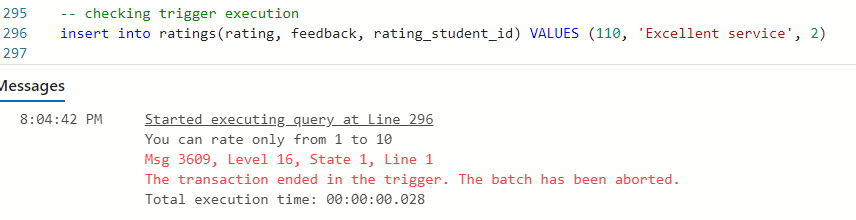 295 -- checking trigger execution
296 insert into ratings(rating, feedback, rating_student_id) VALUES (110, 'Excellent service', 2)
297
Messages
8:04:42 PM Started executing query at Line 296
You can rate only from 1 to 10
Msg 3609, Level 16, State 1, Line 1
The transaction ended in the trigger. The batch has been aborted.
Total execution time: 00:00:00.028